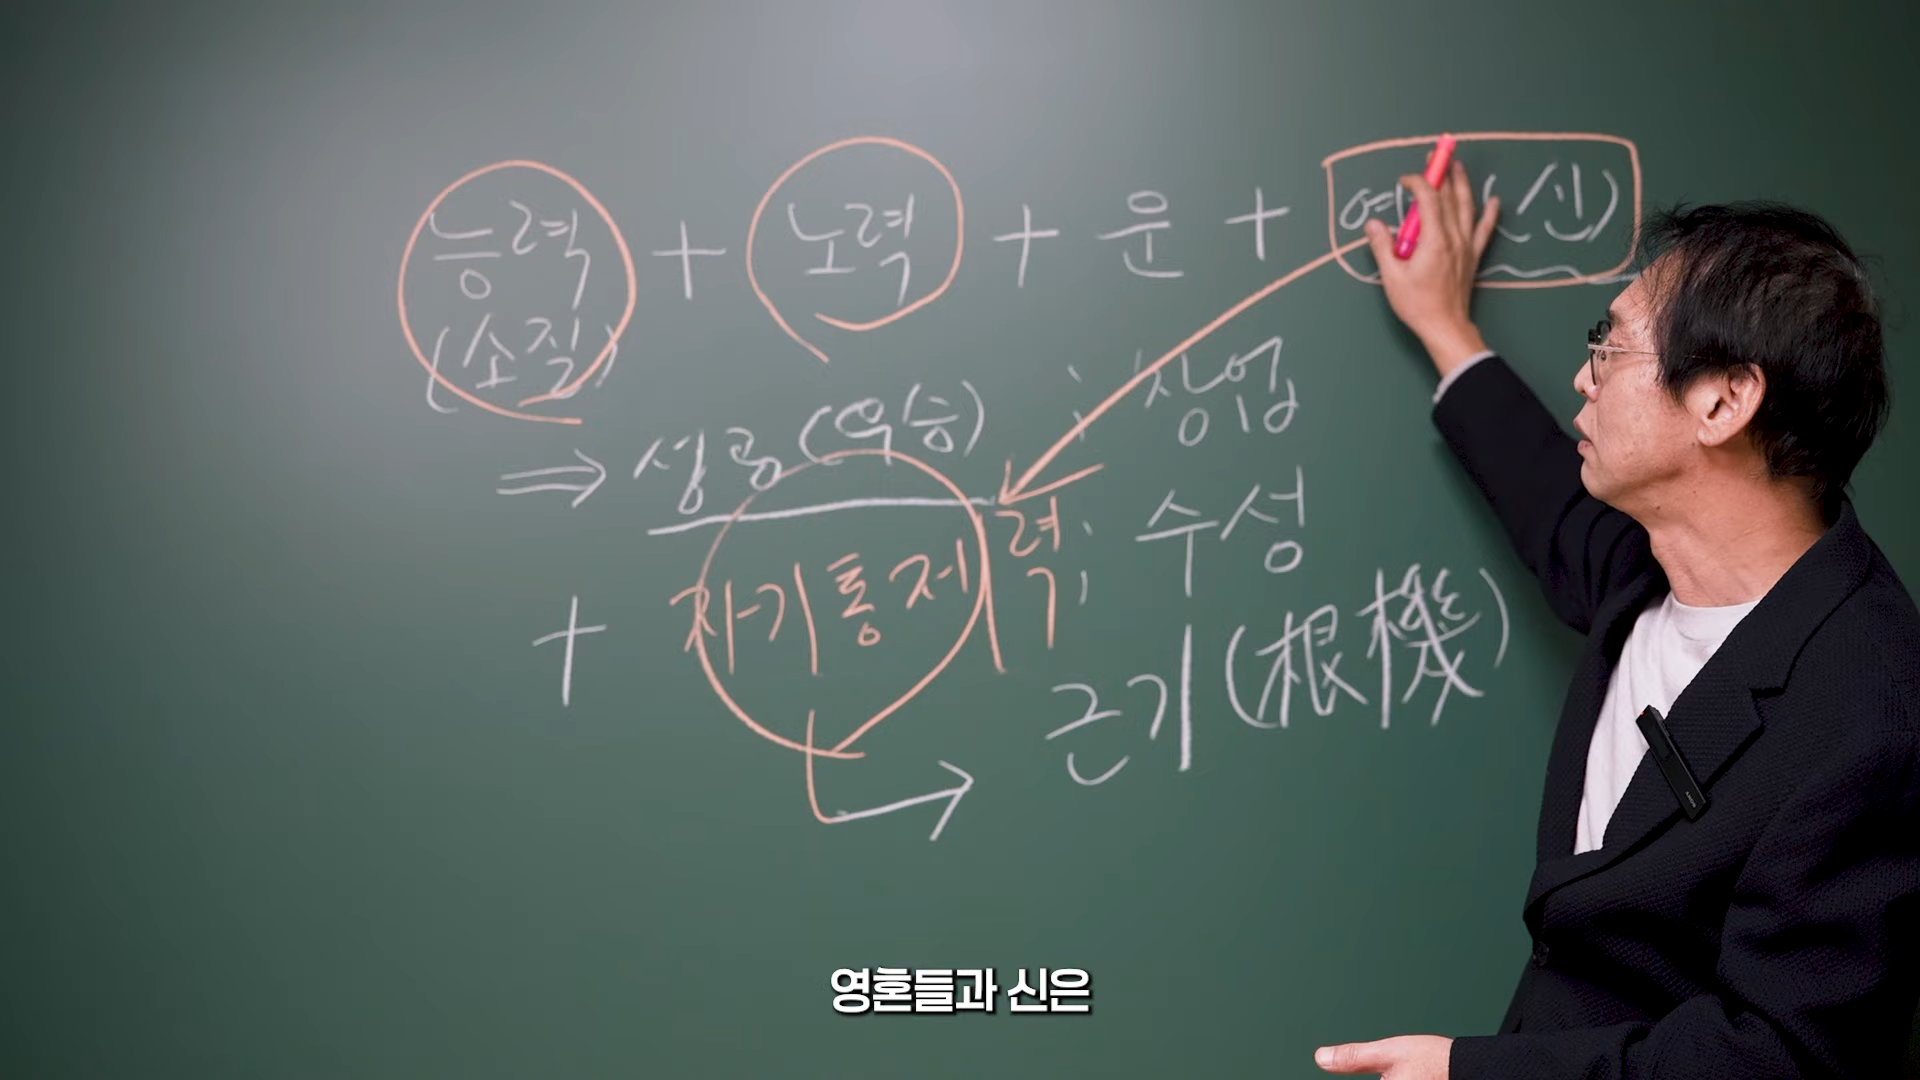 능력 + 노력 + 운 + (신)
(소질)
⇒ 성공(우승) ; 창업
+ 자기통제력 ; 수성
→ 근기(根機)
영혼들과 신은